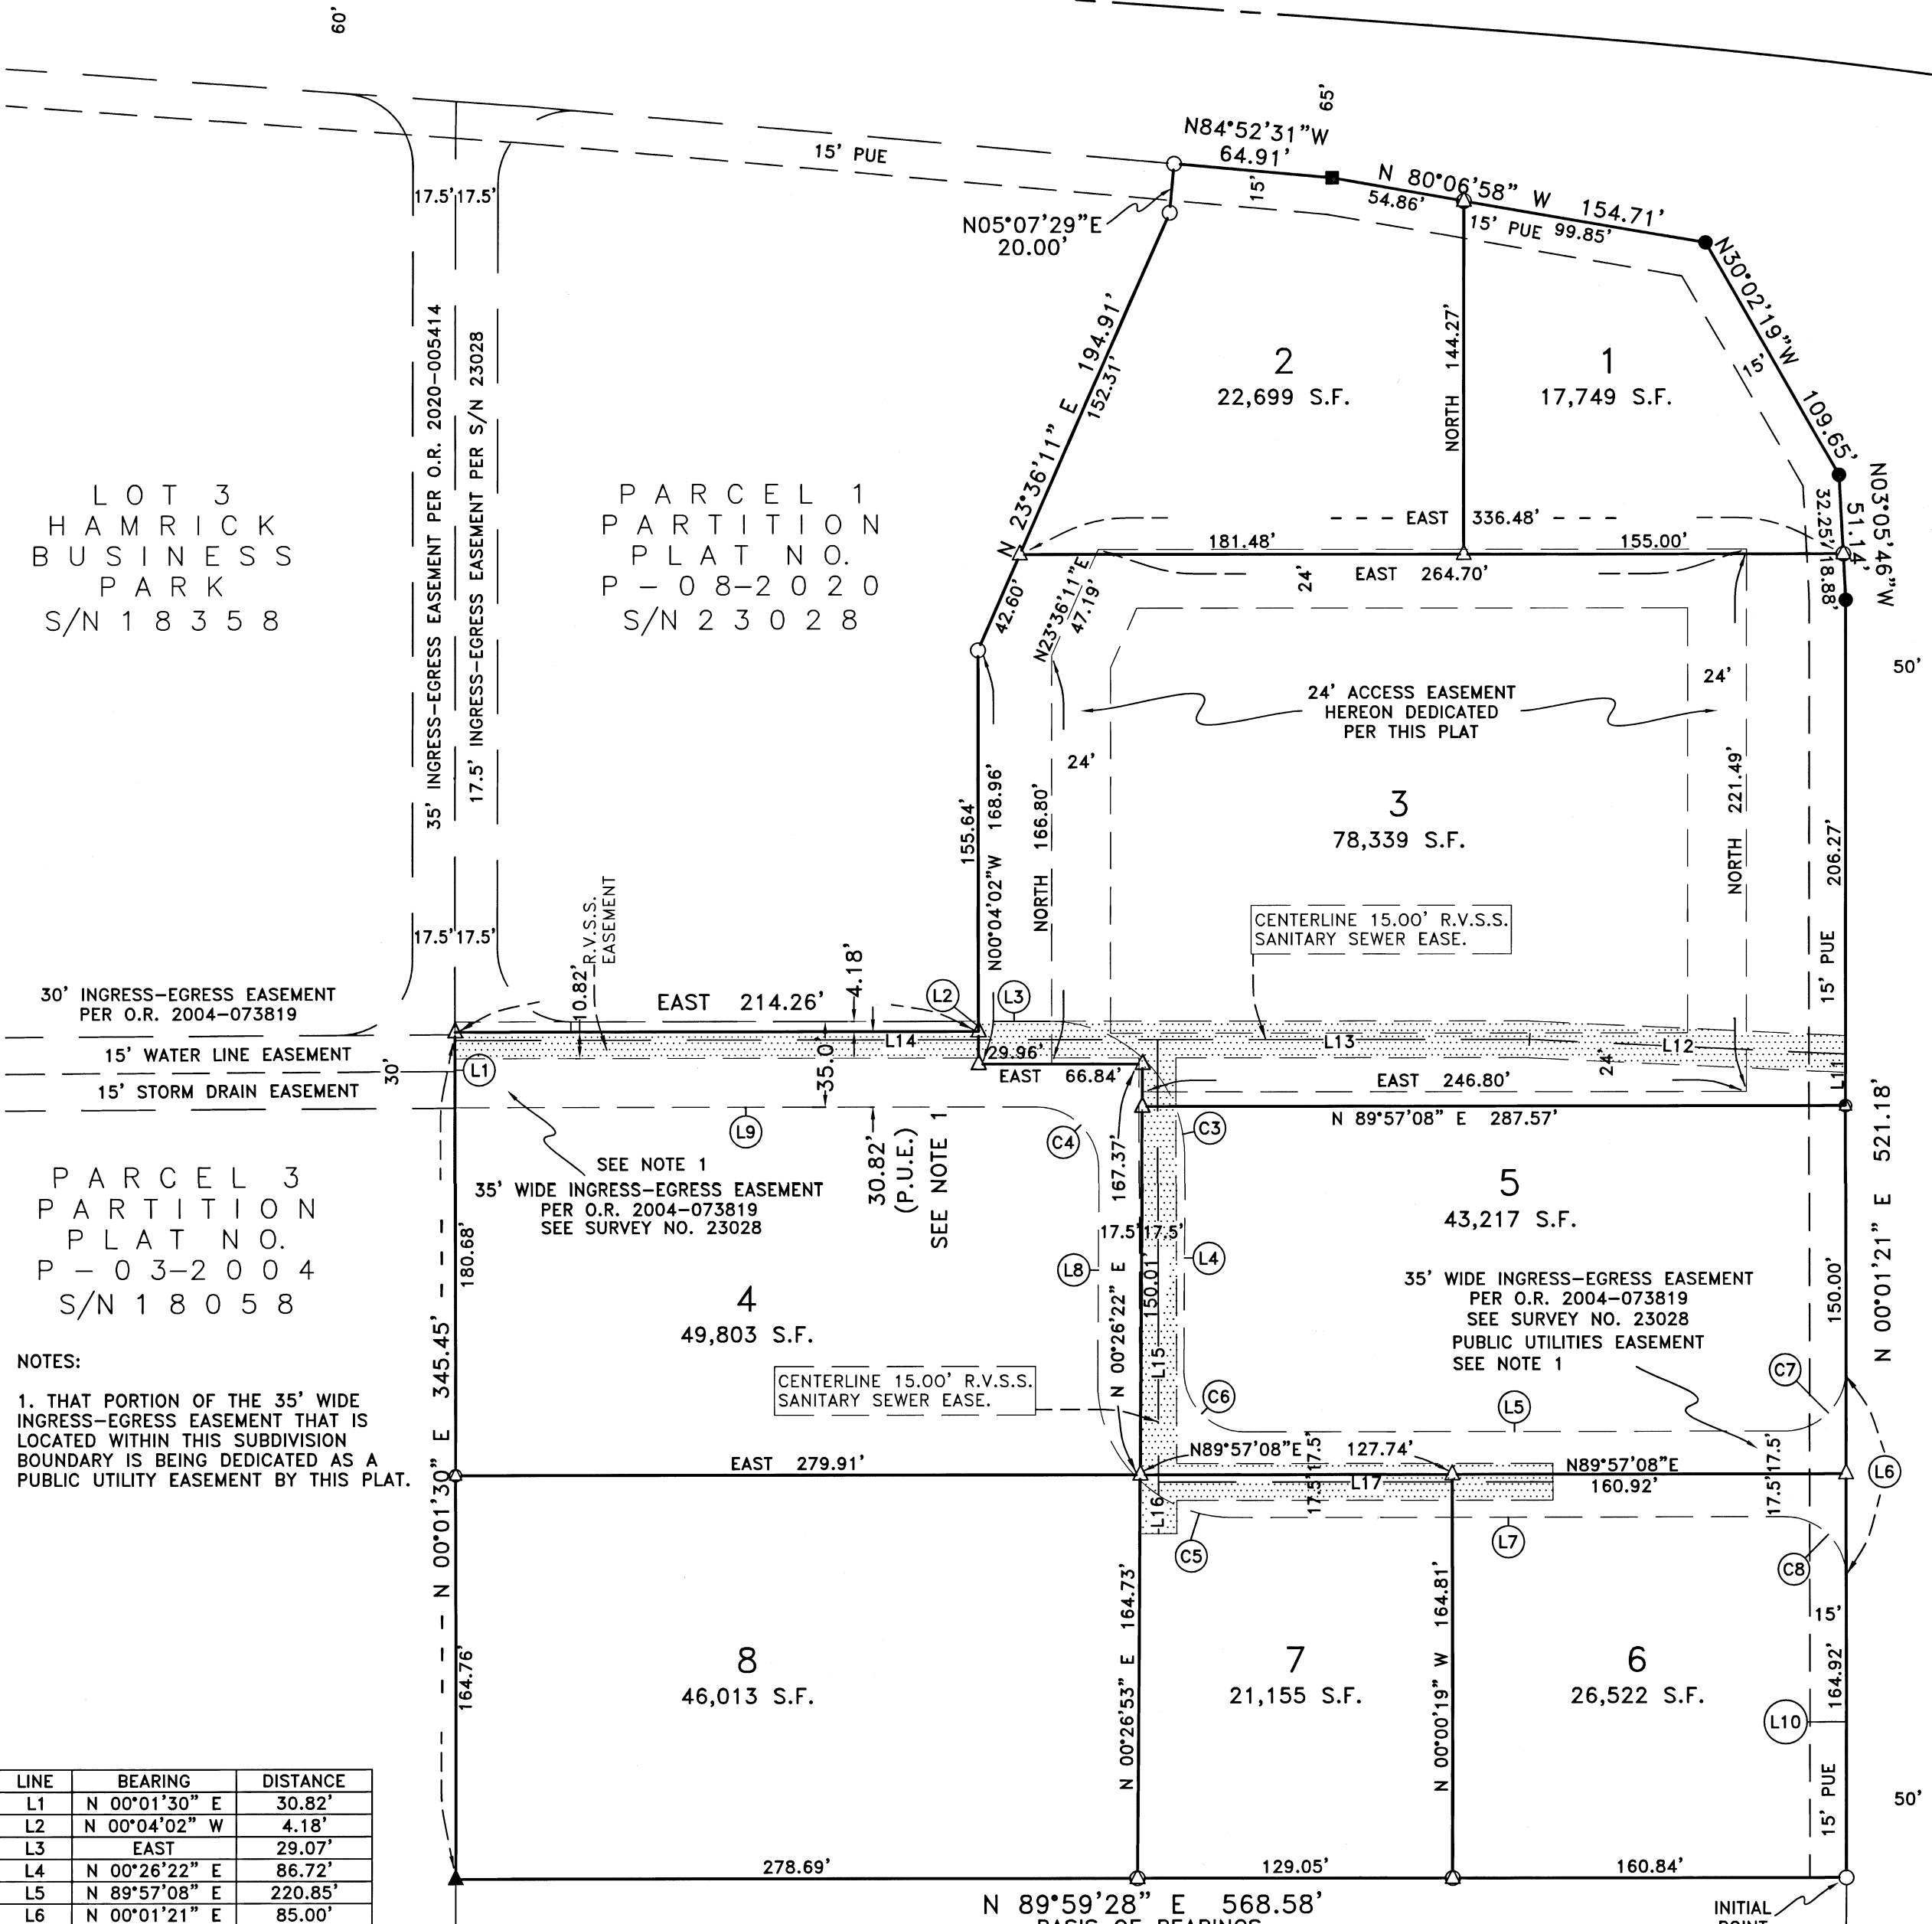 60'
65'
N84°52'31"W
64.91'
15' PUE
15'
N 80°06'58" W 154.71'
54.86'
15' PUE 99.85'
17.5' 17.5'
N05°07'29"E
20.00'
N30°02'19"W 109.65'
15'
N 23°36'11" E 194.91'
152.31'
NORTH 144.27'
2
22,699 S.F.
1
17,749 S.F.
35' INGRESS-EGRESS EASEMENT PER O.R. 2020-005414
17.5' INGRESS-EGRESS EASEMENT PER S/N 23028
LOT 3
HAMRICK
BUSINESS
PARK
S/N 18358
PARCEL 1
PARTITION
PLAT NO.
P-08-2020
S/N 23028
N03°05'46"W
51.14'
32.25'
18.88'
EAST 336.48'
181.48'
155.00'
EAST 264.70'
24'
42.60'
N23°36'11"E
47.19'
50'
24'
24' ACCESS EASEMENT
HEREON DEDICATED
PER THIS PLAT
24'
155.64'
N00°04'02"W 168.96'
NORTH 166.80'
3
78,339 S.F.
NORTH 221.49'
206.27'
15' PUE
17.5' 17.5'
R.V.S.S.
EASEMENT
10.82'
4.18'
CENTERLINE 15.00' R.V.S.S.
SANITARY SEWER EASE.
30' INGRESS-EGRESS EASEMENT
PER O.R. 2004-073819
EAST 214.26'
L2
L3
15' WATER LINE EASEMENT
15' STORM DRAIN EASEMENT
30'
L1
L14
29.96'
L13
L12
24'
L11
35.0'
EAST 66.84'
EAST 246.80'
N 89°57'08" E 287.57'
L9
C4
C3
30.82'
(P.U.E.)
SEE NOTE 1
SEE NOTE 1
35' WIDE INGRESS-EGRESS EASEMENT
PER O.R. 2004-073819
SEE SURVEY NO. 23028
PARCEL 3
PARTITION
PLAT NO.
P-03-2004
S/N 18058
180.68'
N 00°01'30" E 345.45'
N 00°26'22" E 167.37'
17.5' 17.5'
150.01'
L8
L4
L15
5
43,217 S.F.
N 00°01'21" E 521.18'
150.00'
35' WIDE INGRESS-EGRESS EASEMENT
PER O.R. 2004-073819
SEE SURVEY NO. 23028
PUBLIC UTILITIES EASEMENT
SEE NOTE 1
4
49,803 S.F.
NOTES:
1. THAT PORTION OF THE 35' WIDE
INGRESS-EGRESS EASEMENT THAT IS
LOCATED WITHIN THIS SUBDIVISION
BOUNDARY IS BEING DEDICATED AS A
PUBLIC UTILITY EASEMENT BY THIS PLAT.
CENTERLINE 15.00' R.V.S.S.
SANITARY SEWER EASE.
C6
C7
L5
EAST 279.91'
N89°57'08"E 127.74'
17.5' 17.5'
N89°57'08"E
160.92'
17.5' 17.5'
L6
L17
L16
C5
L7
C8
164.76'
N 00°26'53" E 164.73'
N 00°00'19" W 164.81'
15'
164.92'
8
46,013 S.F.
7
21,155 S.F.
6
26,522 S.F.
L10
15' PUE
50'
LINE BEARING DISTANCE
L1 N 00°01'30" E 30.82'
L2 N 00°04'02" W 4.18'
L3 EAST 29.07'
L4 N 00°26'22" E 86.72'
L5 N 89°57'08" E 220.85'
L6 N 00°01'21" E 85.00'
278.69'
129.05'
160.84'
N 89°59'28" E 568.58'
BASIS OF BEARINGS
INITIAL
POINT